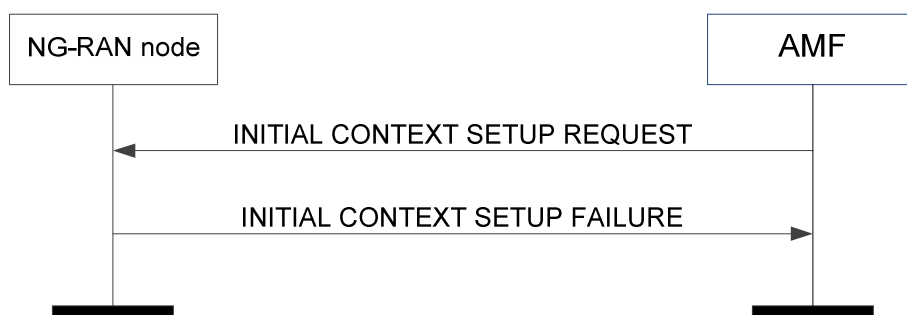 NG-RAN node
AMF
INITIAL CONTEXT SETUP REQUEST
INITIAL CONTEXT SETUP FAILURE